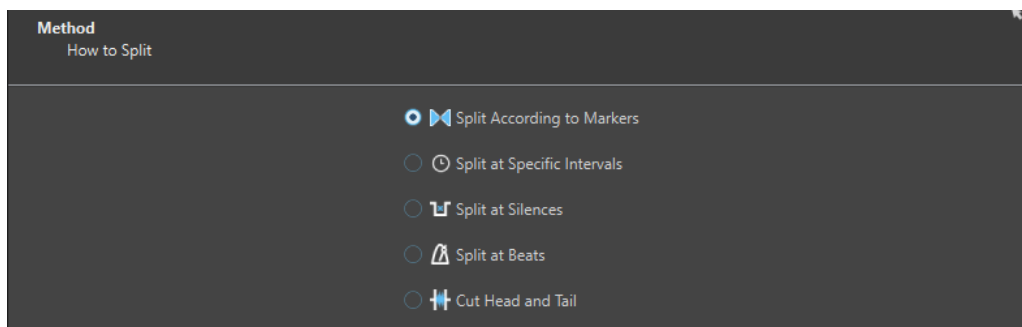 Method
How to Split
Split According to Markers
Split at Specific Intervals
Split at Silences
Split at Beats
Cut Head and Tail